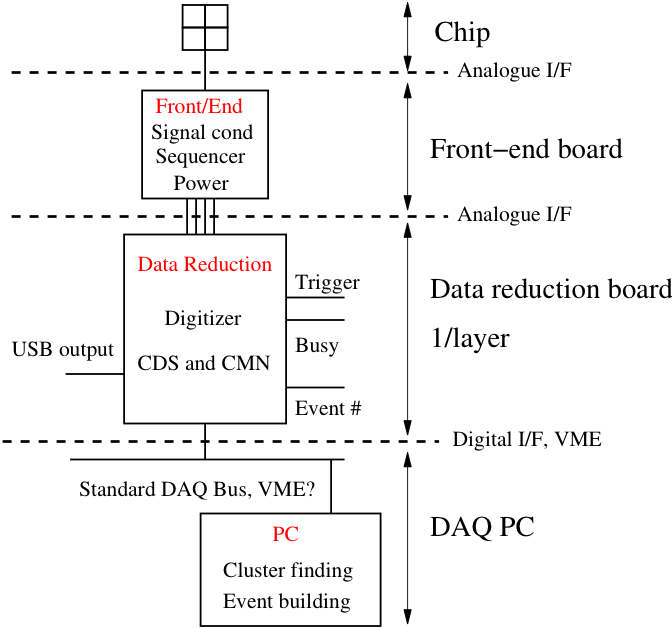 Chip
Analogue I/F
Front/End
Signal cond
Sequencer
Power
Front−end board
Analogue I/F
Data Reduction
Digitizer
CDS and CMN
Trigger
Busy
Event #
USB output
Data reduction board
1/layer
Digital I/F, VME
Standard DAQ Bus, VME?
PC
Cluster finding
Event building
DAQ PC